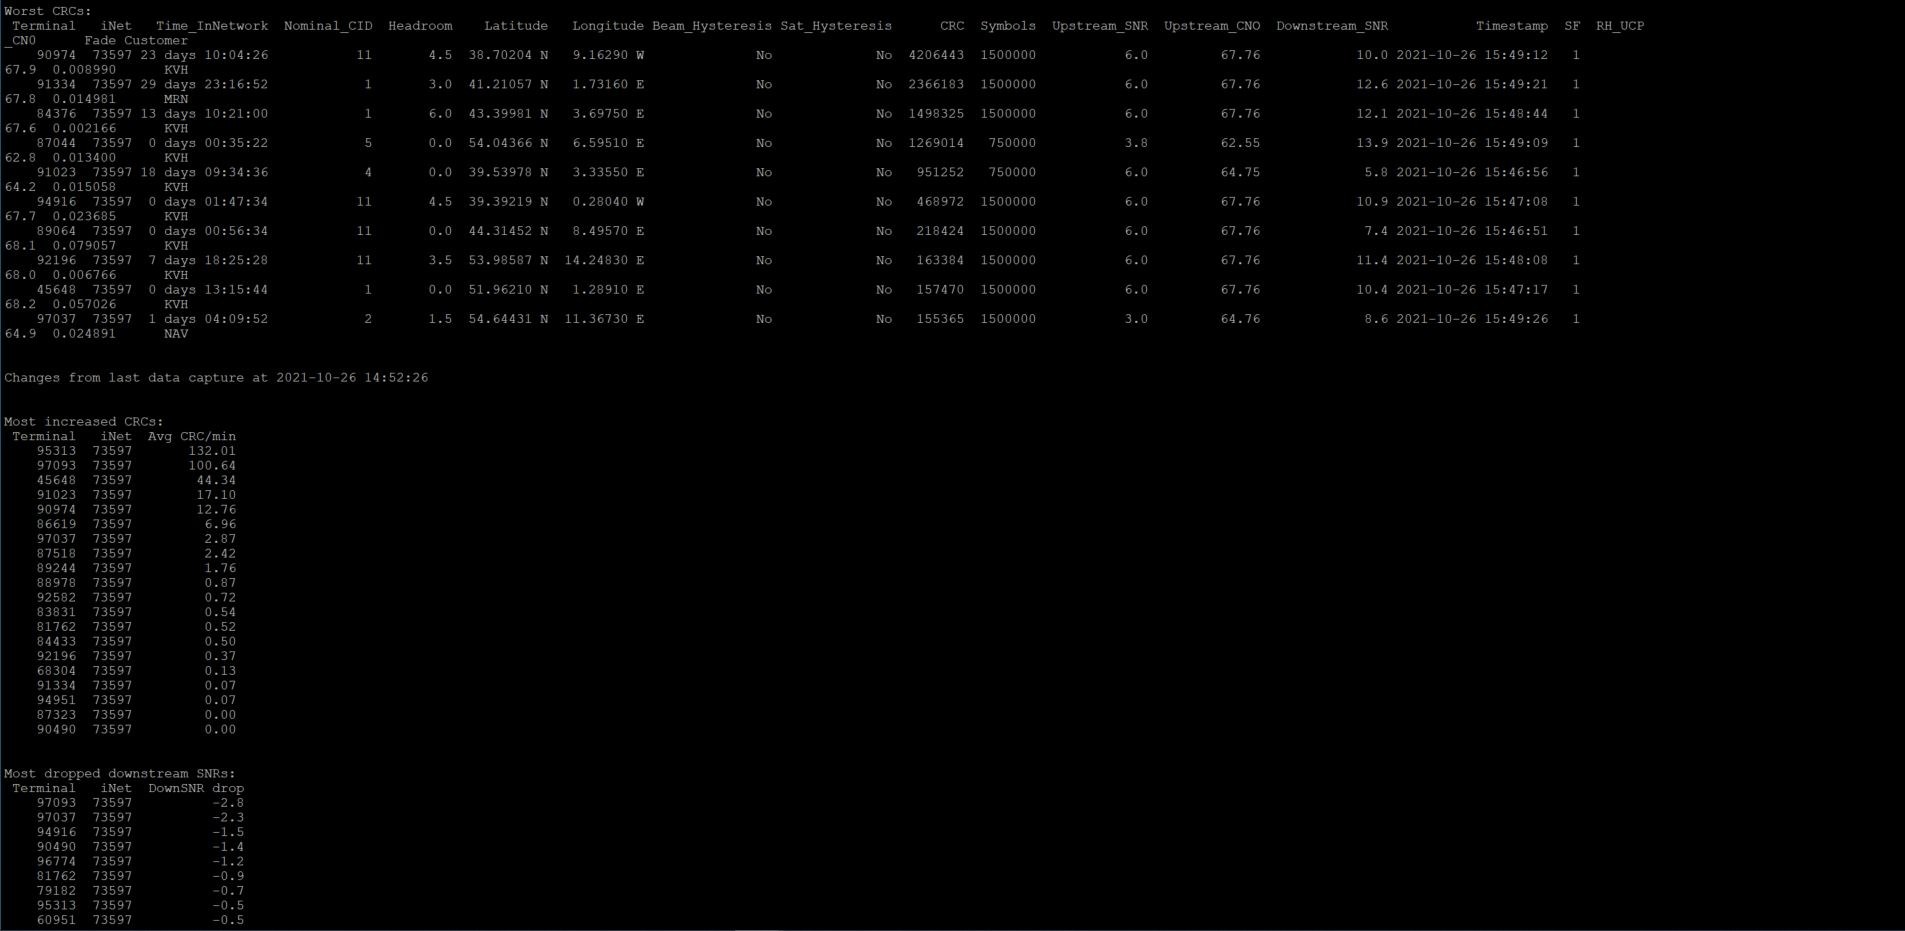 Worst CRCs:
Terminal iNet Time_InNetwork Nominal_CID Headroom Latitude Longitude Beam_Hysteresis Sat_Hysteresis CRC Symbols Upstream_SNR Upstream_CNO Downstream_SNR Timestamp SF RH_UCP
_CN0 Fade Customer
90974 73597 23 days 10:04:26 11 4.5 38.70204 N 9.16290 W No No 4206443 1500000 6.0 67.76 10.0 2021-10-26 15:49:12 1
67.9 0.008990 KVH
91334 73597 29 days 23:16:52 1 3.0 41.21057 N 1.73160 E No No 2366183 1500000 6.0 67.76 12.6 2021-10-26 15:49:21 1
67.8 0.014981 MRN
84376 73597 13 days 10:21:00 1 6.0 43.39981 N 3.69750 E No No 1498325 1500000 6.0 67.76 12.1 2021-10-26 15:48:44 1
67.6 0.002166 KVH
87044 73597 0 days 00:35:22 5 0.0 54.04366 N 6.59510 E No No 1269014 750000 3.8 62.55 13.9 2021-10-26 15:49:09 1
62.8 0.013400 KVH
91023 73597 18 days 09:34:36 4 0.0 39.53978 N 3.33550 E No No 951252 750000 6.0 64.75 5.8 2021-10-26 15:46:56 1
64.2 0.015058 KVH
94916 73597 0 days 01:47:34 11 4.5 39.39219 N 0.28040 W No No 468972 1500000 6.0 67.76 10.9 2021-10-26 15:47:08 1
67.7 0.023685 KVH
89064 73597 0 days 00:56:34 11 0.0 44.31452 N 8.49570 E No No 218424 1500000 6.0 67.76 7.4 2021-10-26 15:46:51 1
68.1 0.079057 KVH
92196 73597 7 days 18:25:28 11 3.5 53.98587 N 14.24830 E No No 163384 1500000 6.0 67.76 11.4 2021-10-26 15:48:08 1
68.0 0.006766 KVH
45648 73597 0 days 13:15:44 1 0.0 51.96210 N 1.28910 E No No 157470 1500000 6.0 67.76 10.4 2021-10-26 15:47:17 1
68.2 0.057026 KVH
97037 73597 1 days 04:09:52 2 1.5 54.64431 N 11.36730 E No No 155365 1500000 3.0 64.76 8.6 2021-10-26 15:49:26 1
64.9 0.024891 NAV
Changes from last data capture at 2021-10-26 14:52:26
Most increased CRCs:
Terminal iNet Avg CRC/min
95313 73597 132.01
97093 73597 100.64
45648 73597 44.34
91023 73597 17.10
90974 73597 12.76
86619 73597 6.96
97037 73597 2.87
87518 73597 2.42
89244 73597 1.76
88978 73597 0.87
92582 73597 0.72
83831 73597 0.54
81762 73597 0.52
84433 73597 0.50
92196 73597 0.37
68304 73597 0.13
91334 73597 0.07
94951 73597 0.07
87323 73597 0.00
90490 73597 0.00
Most dropped downstream SNRs:
Terminal iNet DownSNR drop
97093 73597 -2.8
97037 73597 -2.3
94916 73597 -1.5
90490 73597 -1.4
96774 73597 -1.2
81762 73597 -0.9
79182 73597 -0.7
95313 73597 -0.5
60951 73597 -0.5